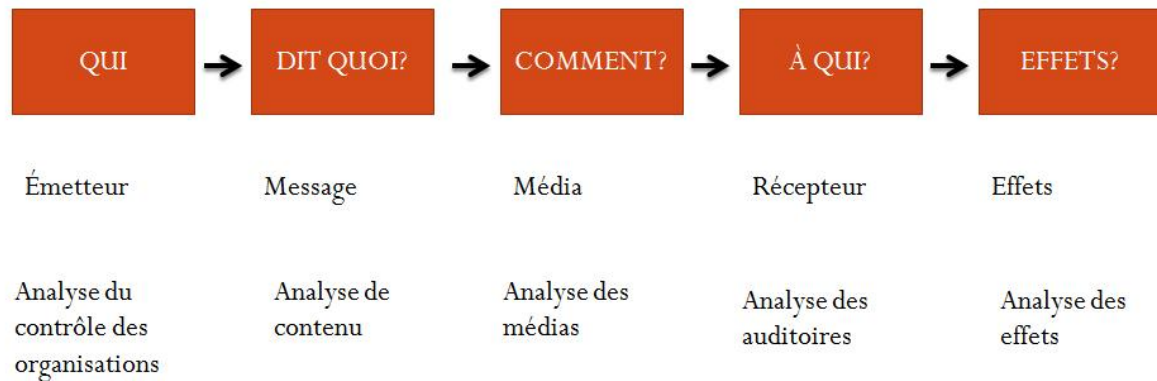 QUI
DIT QUOI?
COMMENT?
À QUI?
EFFETS?
Émetteur
Message
Média
Récepteur
Effets
Analyse du
contrôle des
organisations
Analyse de
contenu
Analyse des
médias
Analyse des
auditoires
Analyse des
effets